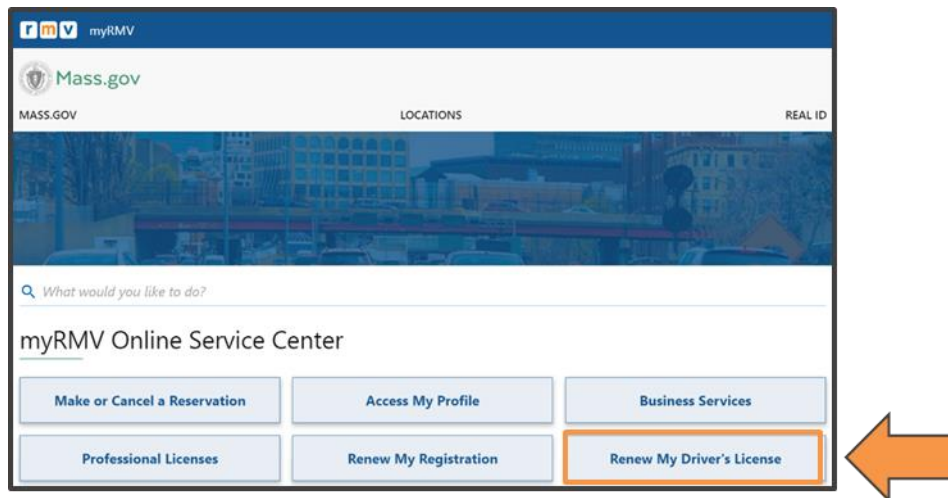 rmv myRMV
Mass.gov
MASS.GOV LOCATIONS REAL ID
What would you like to do?
myRMV Online Service Center
Make or Cancel a Reservation Access My Profile Business Services
Professional Licenses Renew My Registration Renew My Driver's License